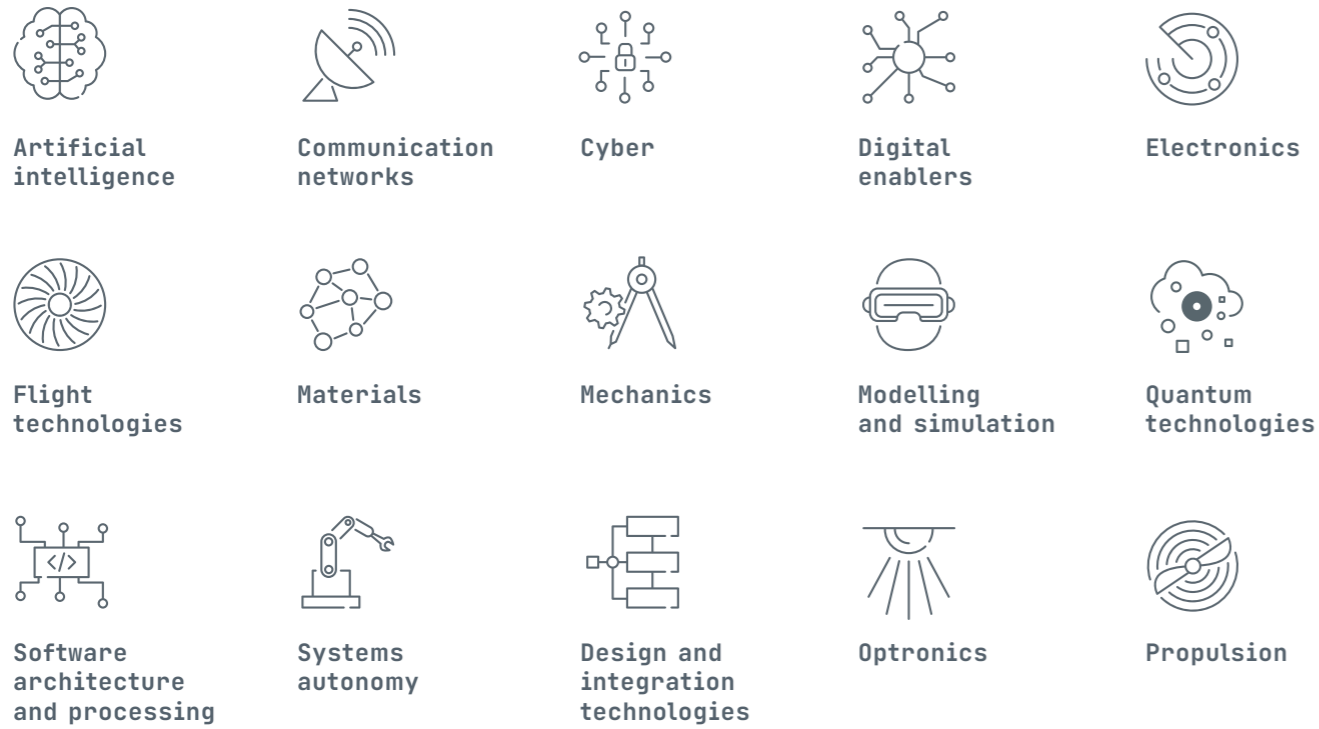 Artificial
intelligence
Communication
networks
Cyber
Digital
enablers
Electronics
Flight
technologies
Materials
Mechanics
Modelling
and simulation
Quantum
technologies
</>
Software
architecture
and processing
Systems
autonomy
Design and
integration
technologies
Optronics
Propulsion